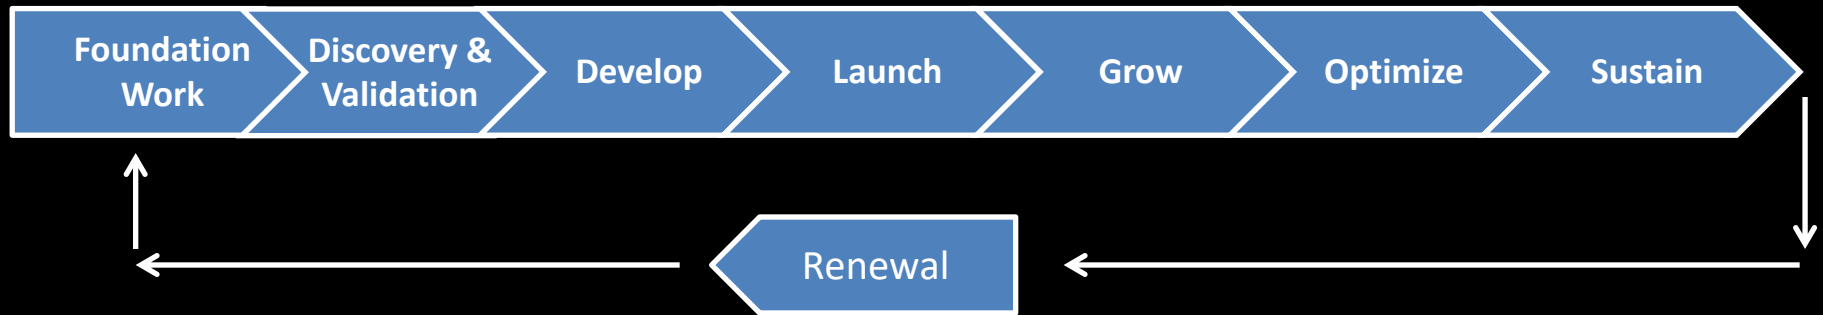 Foundation
Work
Discovery &
Validation
Develop
Launch
Grow
Optimize
Sustain
Renewal